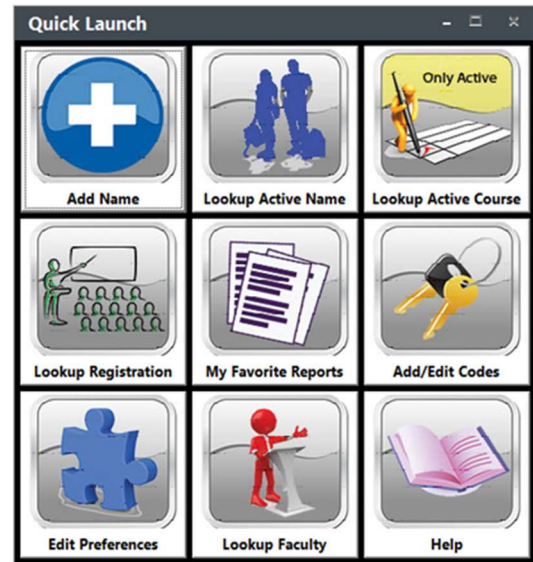 Quick Launch
Only Active
Add Name
Lookup Active Name
Lookup Active Course
Lookup Registration
My Favorite Reports
Add/Edit Codes
Edit Preferences
Lookup Faculty
Help